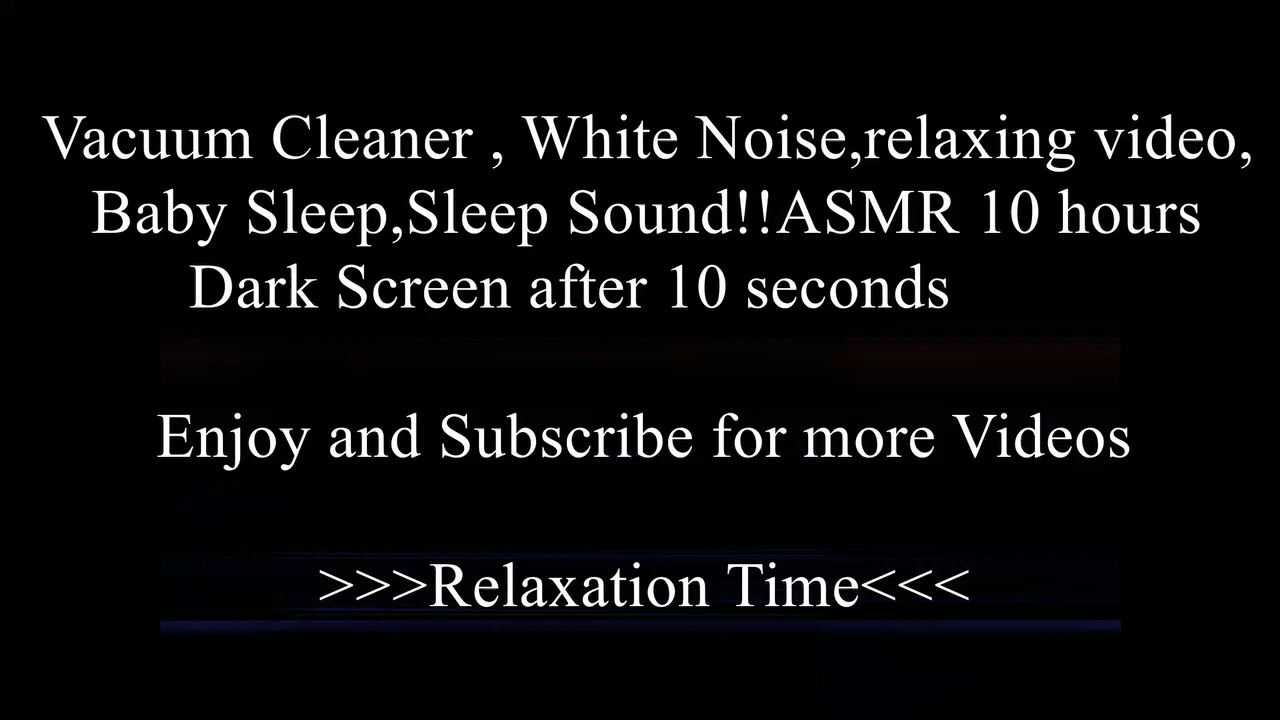 Vacuum Cleaner , White Noise,relaxing video,
Baby Sleep,Sleep Sound!!ASMR 10 hours
Dark Screen after 10 seconds
Enjoy and Subscribe for more Videos
>>>Relaxation Time<<<